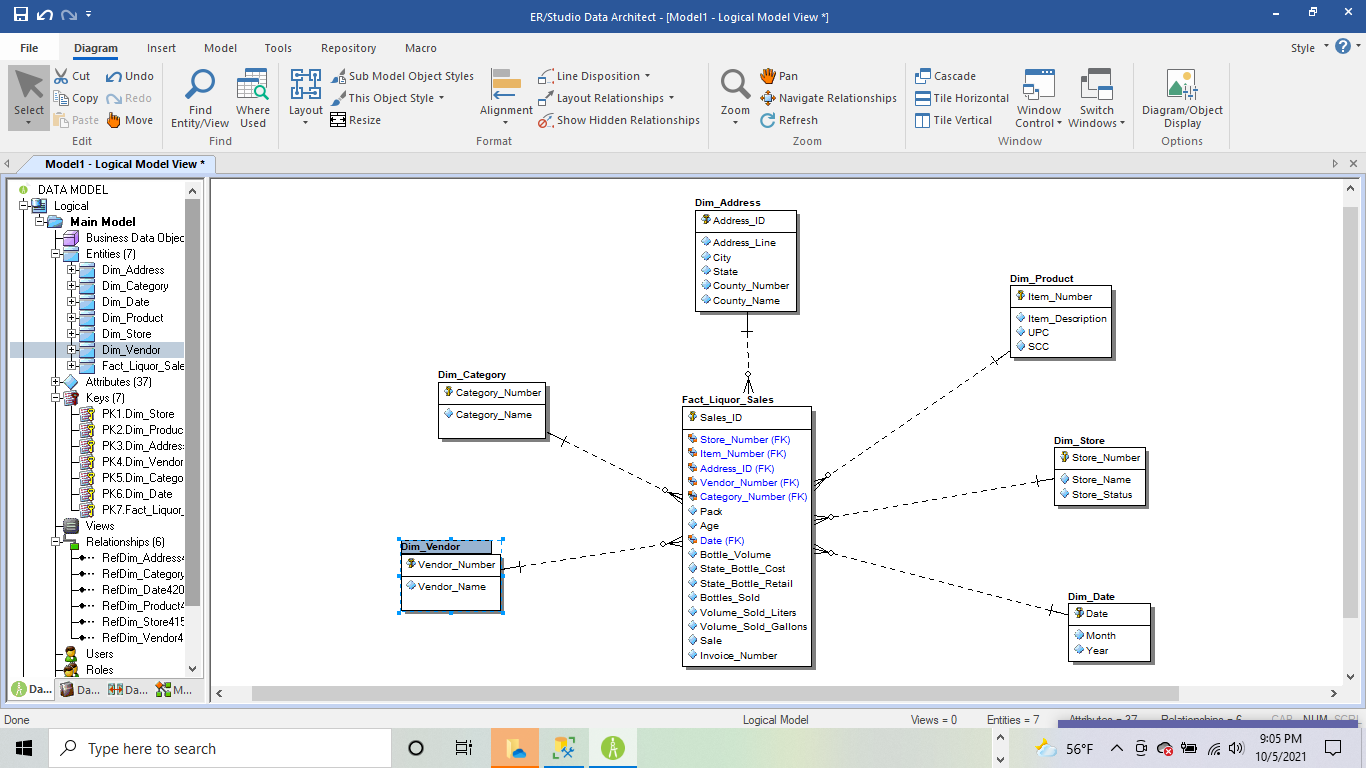 ER/Studio Data Architect - [Model1 - Logical Model View *]
File Diagram Insert Model Tools Repository Macro Style
Select
Cut
Copy
Paste
Undo
Redo
Move
Edit
Find Entity/View
Where Used
Find
Layout
Sub Model Object Styles
This Object Style
Resize
Alignment
Line Disposition
Layout Relationships
Show Hidden Relationships
Format
Zoom
Pan
Navigate Relationships
Refresh
Zoom
Cascade
Tile Horizontal
Tile Vertical
Window Control
Switch Windows
Window
Diagram/Object Display
Options
Model1 - Logical Model View *
DATA MODEL
Logical
Main Model
Business Data Objec
Entities (7)
Dim_Address
Dim_Category
Dim_Date
Dim_Product
Dim_Store
Dim_Vendor
Fact_Liquor_Sale
Attributes (37)
Keys (7)
PK1.Dim_Store
PK2.Dim_Produc
PK3.Dim_Addres
PK4.Dim_Vendor
PK5.Dim_Catego
PK6.Dim_Date
PK7.Fact_Liquor_
Views
Relationships (6)
RefDim_Address4
RefDim_Category
RefDim_Date420
RefDim_Product4
RefDim_Store415
RefDim_Vendor4
Users
Roles
Da... Da... Da... M...
Dim_Address
Address_ID
Address_Line
City
State
County_Number
County_Name
Dim_Product
Item_Number
Item_Description
UPC
SCC
Dim_Category
Category_Number
Category_Name
Fact_Liquor_Sales
Sales_ID
Store_Number (FK)
Item_Number (FK)
Address_ID (FK)
Vendor_Number (FK)
Category_Number (FK)
Pack
Age
Date (FK)
Bottle_Volume
State_Bottle_Cost
State_Bottle_Retail
Bottles_Sold
Volume_Sold_Liters
Volume_Sold_Gallons
Sale
Invoice_Number
Dim_Store
Store_Number
Store_Name
Store_Status
Dim_Vendor
Vendor_Number
Vendor_Name
Dim_Date
Date
Month
Year
Done Logical Model Views = 0 Entities = 7 Attributes = 37 Relationships = 6 CAP NUM SCRL
Type here to search
56°F
9:05 PM
10/5/2021